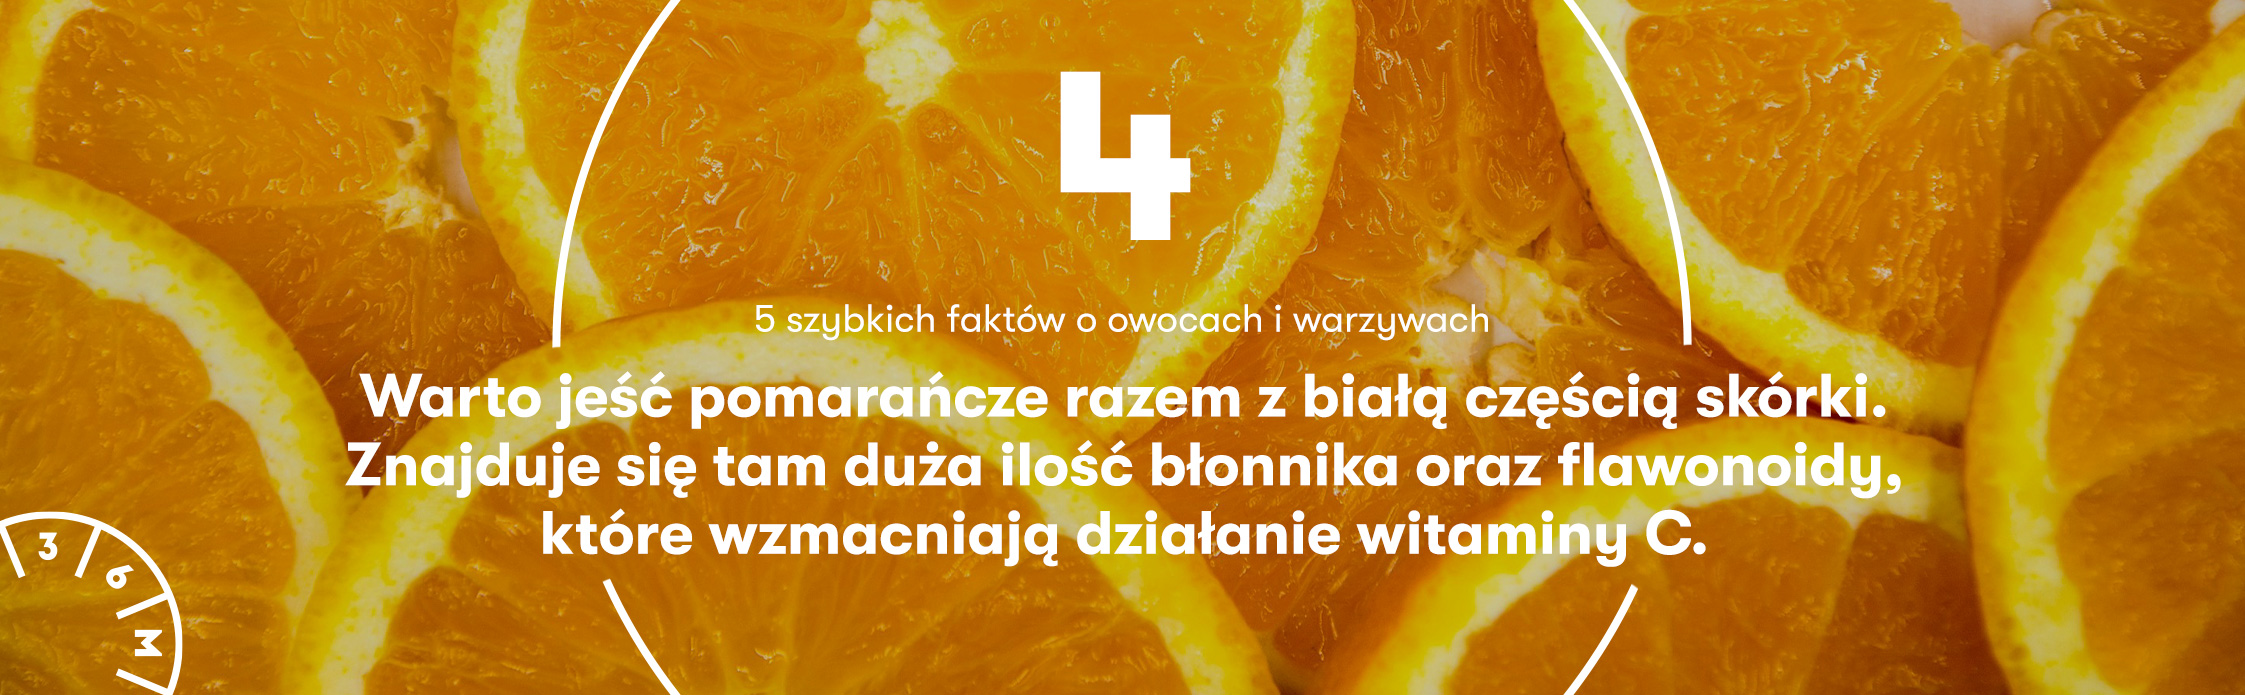 4
5 szybkich faktów o owocach i warzywach
Warto jeść pomarańcze razem z białą częścią skórki.
Znajduje się tam duża ilość błonnika oraz flawonoidy,
które wzmacniają działanie witaminy C.
3
6
M